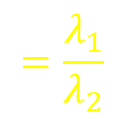 = λ₁ / λ₂